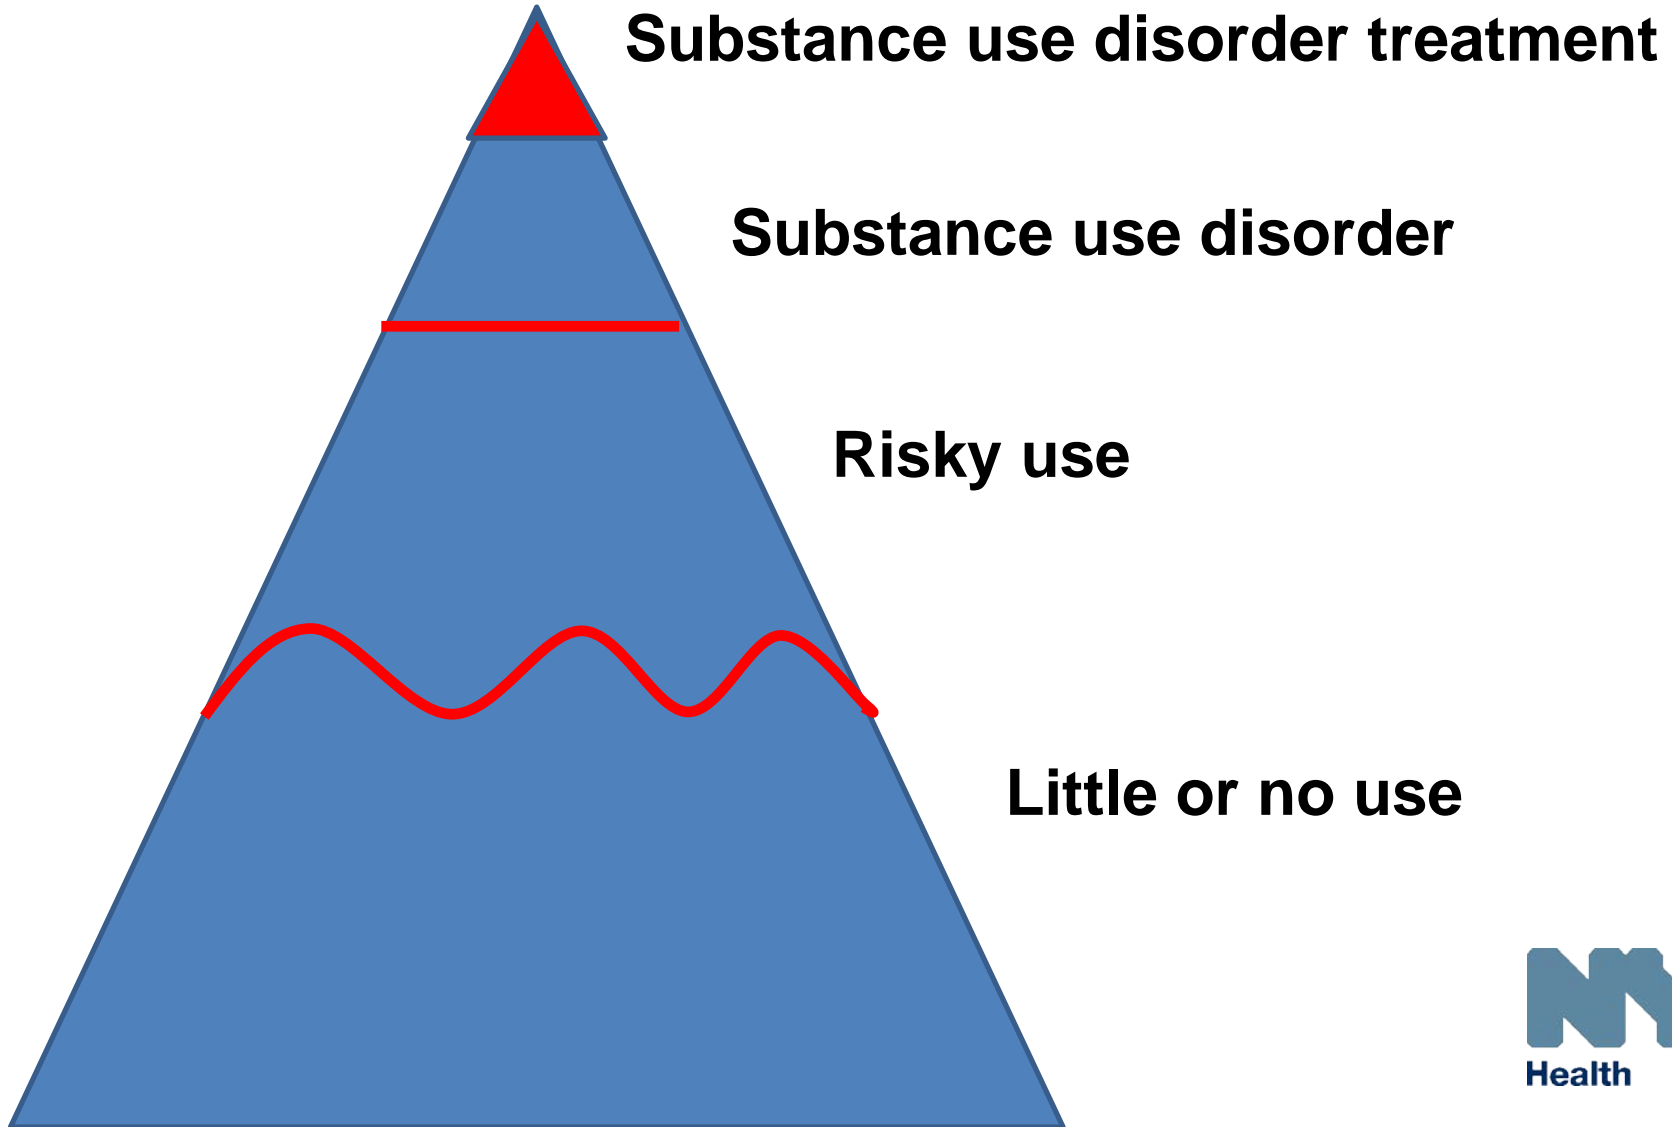 Substance use disorder treatment
Substance use disorder
Risky use
Little or no use
Health